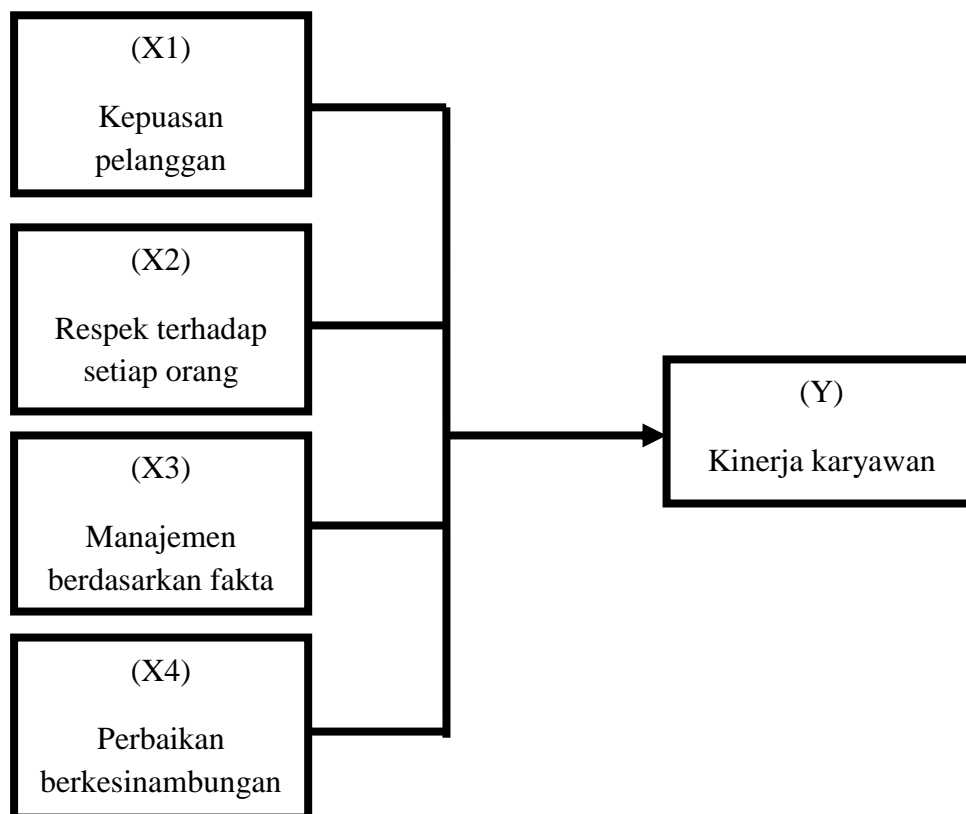 (X1)
Kepuasan
pelanggan
(X2)
Respek terhadap
setiap orang
(X3)
Manajemen
berdasarkan fakta
(X4)
Perbaikan
berkesinambungan
(Y)
Kinerja karyawan